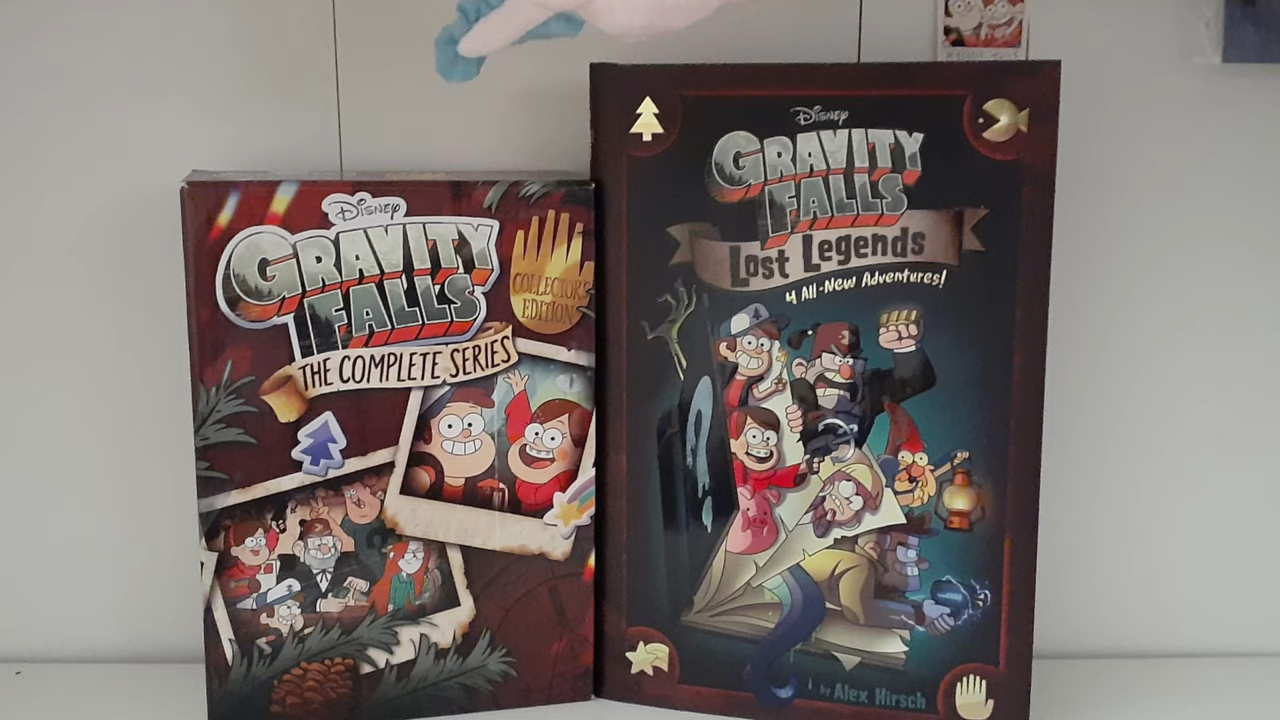 Disney
GRAVITY
FALLS
THE COMPLETE SERIES
COLLECTOR'S
EDITION
Disney
GRAVITY
FALLS
Lost Legends
4 All-New Adventures!
by Alex Hirsch